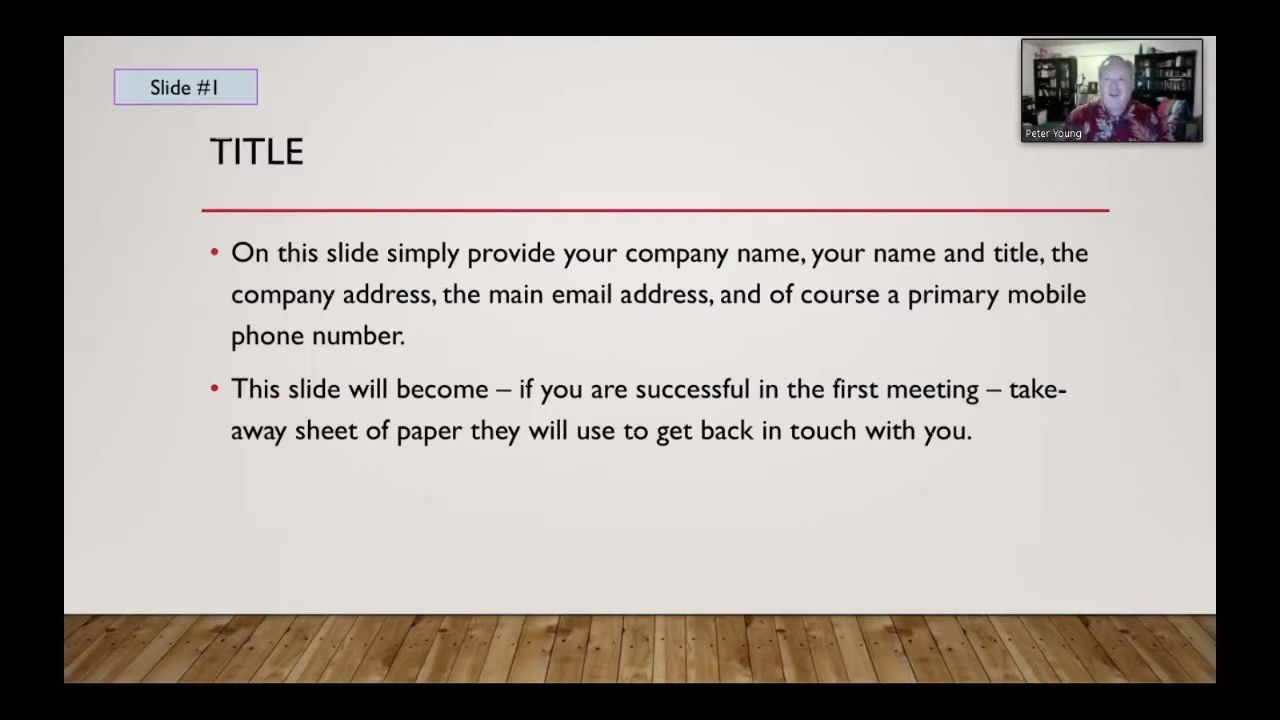 Slide #1
Peter Young
TITLE
• On this slide simply provide your company name, your name and title, the
company address, the main email address, and of course a primary mobile
phone number.
• This slide will become – if you are successful in the first meeting – take-
away sheet of paper they will use to get back in touch with you.